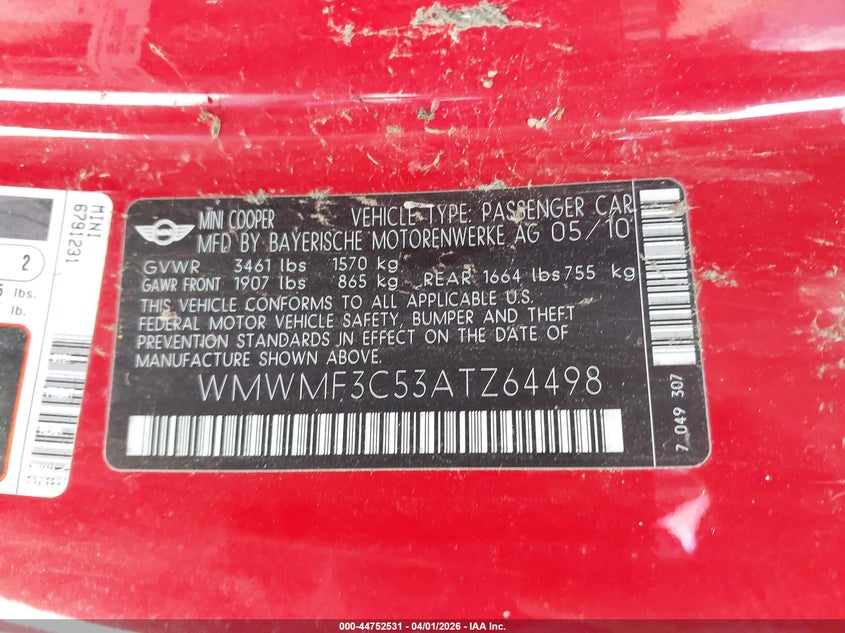 MINI
6791231
2
lbs.
lb.
MINI COOPER VEHICLE TYPE: PASSENGER CAR
MFD BY BAYERISCHE MOTORENWERKE AG 05/10
GVWR 3461 lbs 1570 kg
GAWR FRONT 1907 lbs 865 kg REAR 1664 lbs 755 kg
THIS VEHICLE CONFORMS TO ALL APPLICABLE U.S.
FEDERAL MOTOR VEHICLE SAFETY, BUMPER AND THEFT
PREVENTION STANDARDS IN EFFECT ON THE DATE OF
MANUFACTURE SHOWN ABOVE.
WMWMF3C53ATZ64498
7 049 307
000-44752531 - 04/01/2026 - IAA Inc.